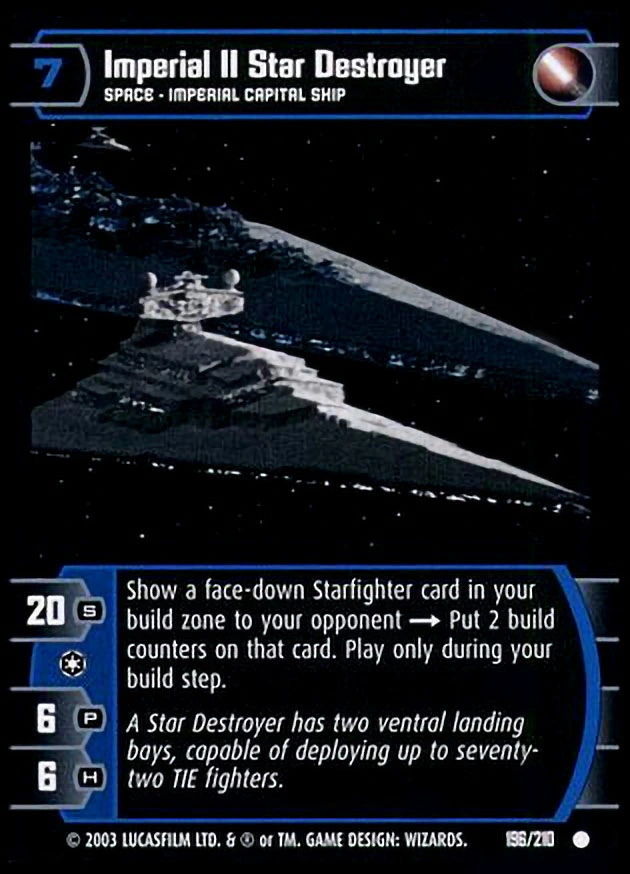 7
Imperial II Star Destroyer
SPACE - IMPERIAL CAPITAL SHIP
20 S
6 P
6 H
Show a face-down Starfighter card in your
build zone to your opponent → Put 2 build
counters on that card. Play only during your
build step.
A Star Destroyer has two ventral landing
bays, capable of deploying up to seventy-
two TIE fighters.
© 2003 LUCASFILM LTD. & ® or TM. GAME DESIGN: WIZARDS. 196/210